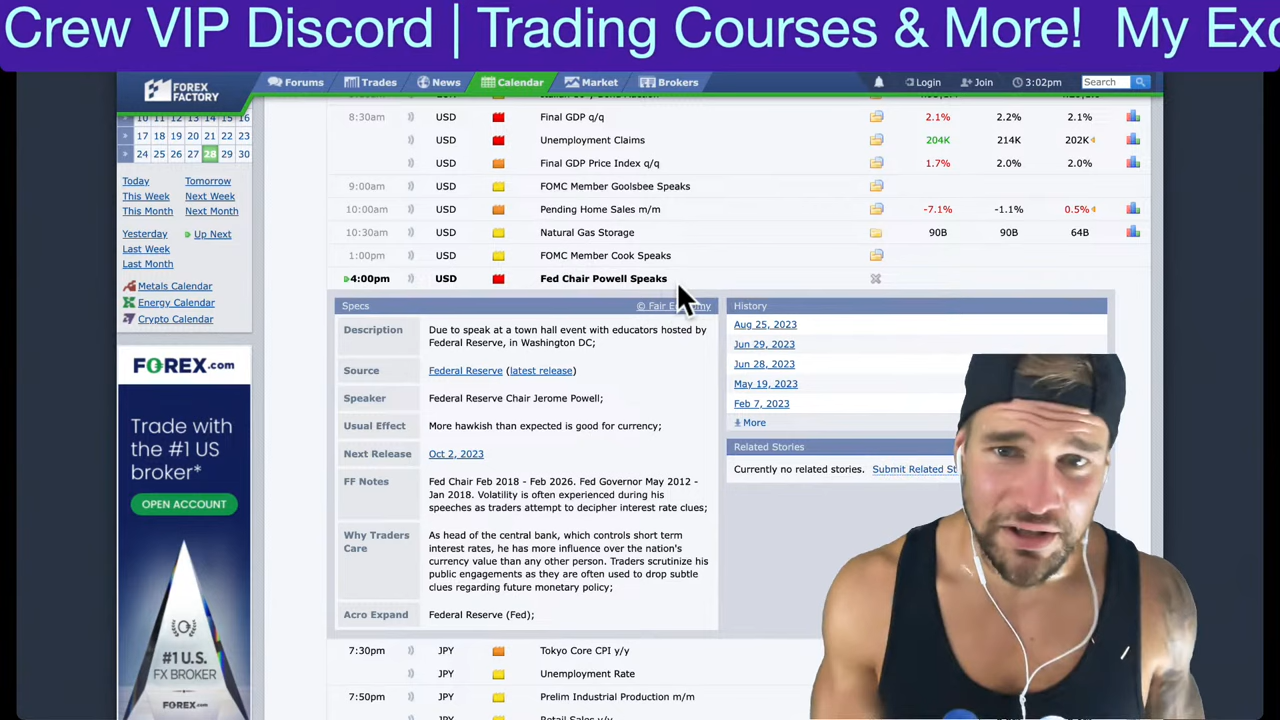 Crew VIP Discord | Trading Courses & More! My Exc
FOREX FACTORY
Forums Trades News Calendar Market Brokers Login Join 3:02pm Search
10 11 12 13 14 15 16
17 18 19 20 21 22 23
24 25 26 27 28 29 30
Today Tomorrow
This Week Next Week
This Month Next Month
Yesterday Up Next
Last Week
Last Month
Metals Calendar
Energy Calendar
Crypto Calendar
FOREX.com
Trade with
the #1 US
broker*
OPEN ACCOUNT
#1 U.S.
FX BROKER
FOREX.com
8:30am USD Final GDP q/q 2.1% 2.2% 2.1%
USD Unemployment Claims 204K 214K 202K
USD Final GDP Price Index q/q 1.7% 2.0% 2.0%
9:00am USD FOMC Member Goolsbee Speaks
10:00am USD Pending Home Sales m/m -7.1% -1.1% 0.5%
10:30am USD Natural Gas Storage 90B 90B 64B
1:00pm USD FOMC Member Cook Speaks
4:00pm USD Fed Chair Powell Speaks
Specs © Fair Economy
Description Due to speak at a town hall event with educators hosted by
Federal Reserve, in Washington DC;
Source Federal Reserve (latest release)
Speaker Federal Reserve Chair Jerome Powell;
Usual Effect More hawkish than expected is good for currency;
Next Release Oct 2, 2023
FF Notes Fed Chair Feb 2018 - Feb 2026. Fed Governor May 2012 -
Jan 2018. Volatility is often experienced during his
speeches as traders attempt to decipher interest rate clues;
Why Traders Care As head of the central bank, which controls short term
interest rates, he has more influence over the nation's
currency value than any other person. Traders scrutinize his
public engagements as they are often used to drop subtle
clues regarding future monetary policy;
Acro Expand Federal Reserve (Fed);
History
Aug 25, 2023
Jun 29, 2023
Jun 28, 2023
May 19, 2023
Feb 7, 2023
More
Related Stories
Currently no related stories. Submit Related St
7:30pm JPY Tokyo Core CPI y/y
JPY Unemployment Rate
7:50pm JPY Prelim Industrial Production m/m
JPY Retail Sales y/y